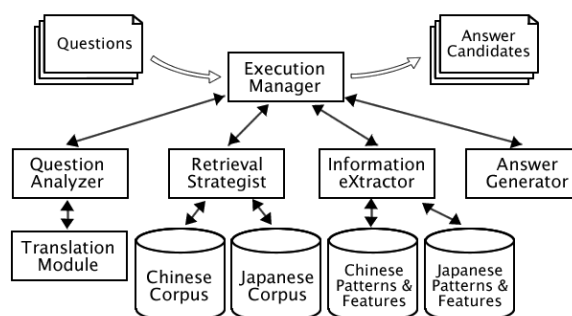 Questions
Answer
Candidates
Execution
Manager
Question
Analyzer
Retrieval
Strategist
Information
eXtractor
Answer
Generator
Translation
Module
Chinese
Corpus
Japanese
Corpus
Chinese
Patterns &
Features
Japanese
Patterns &
Features